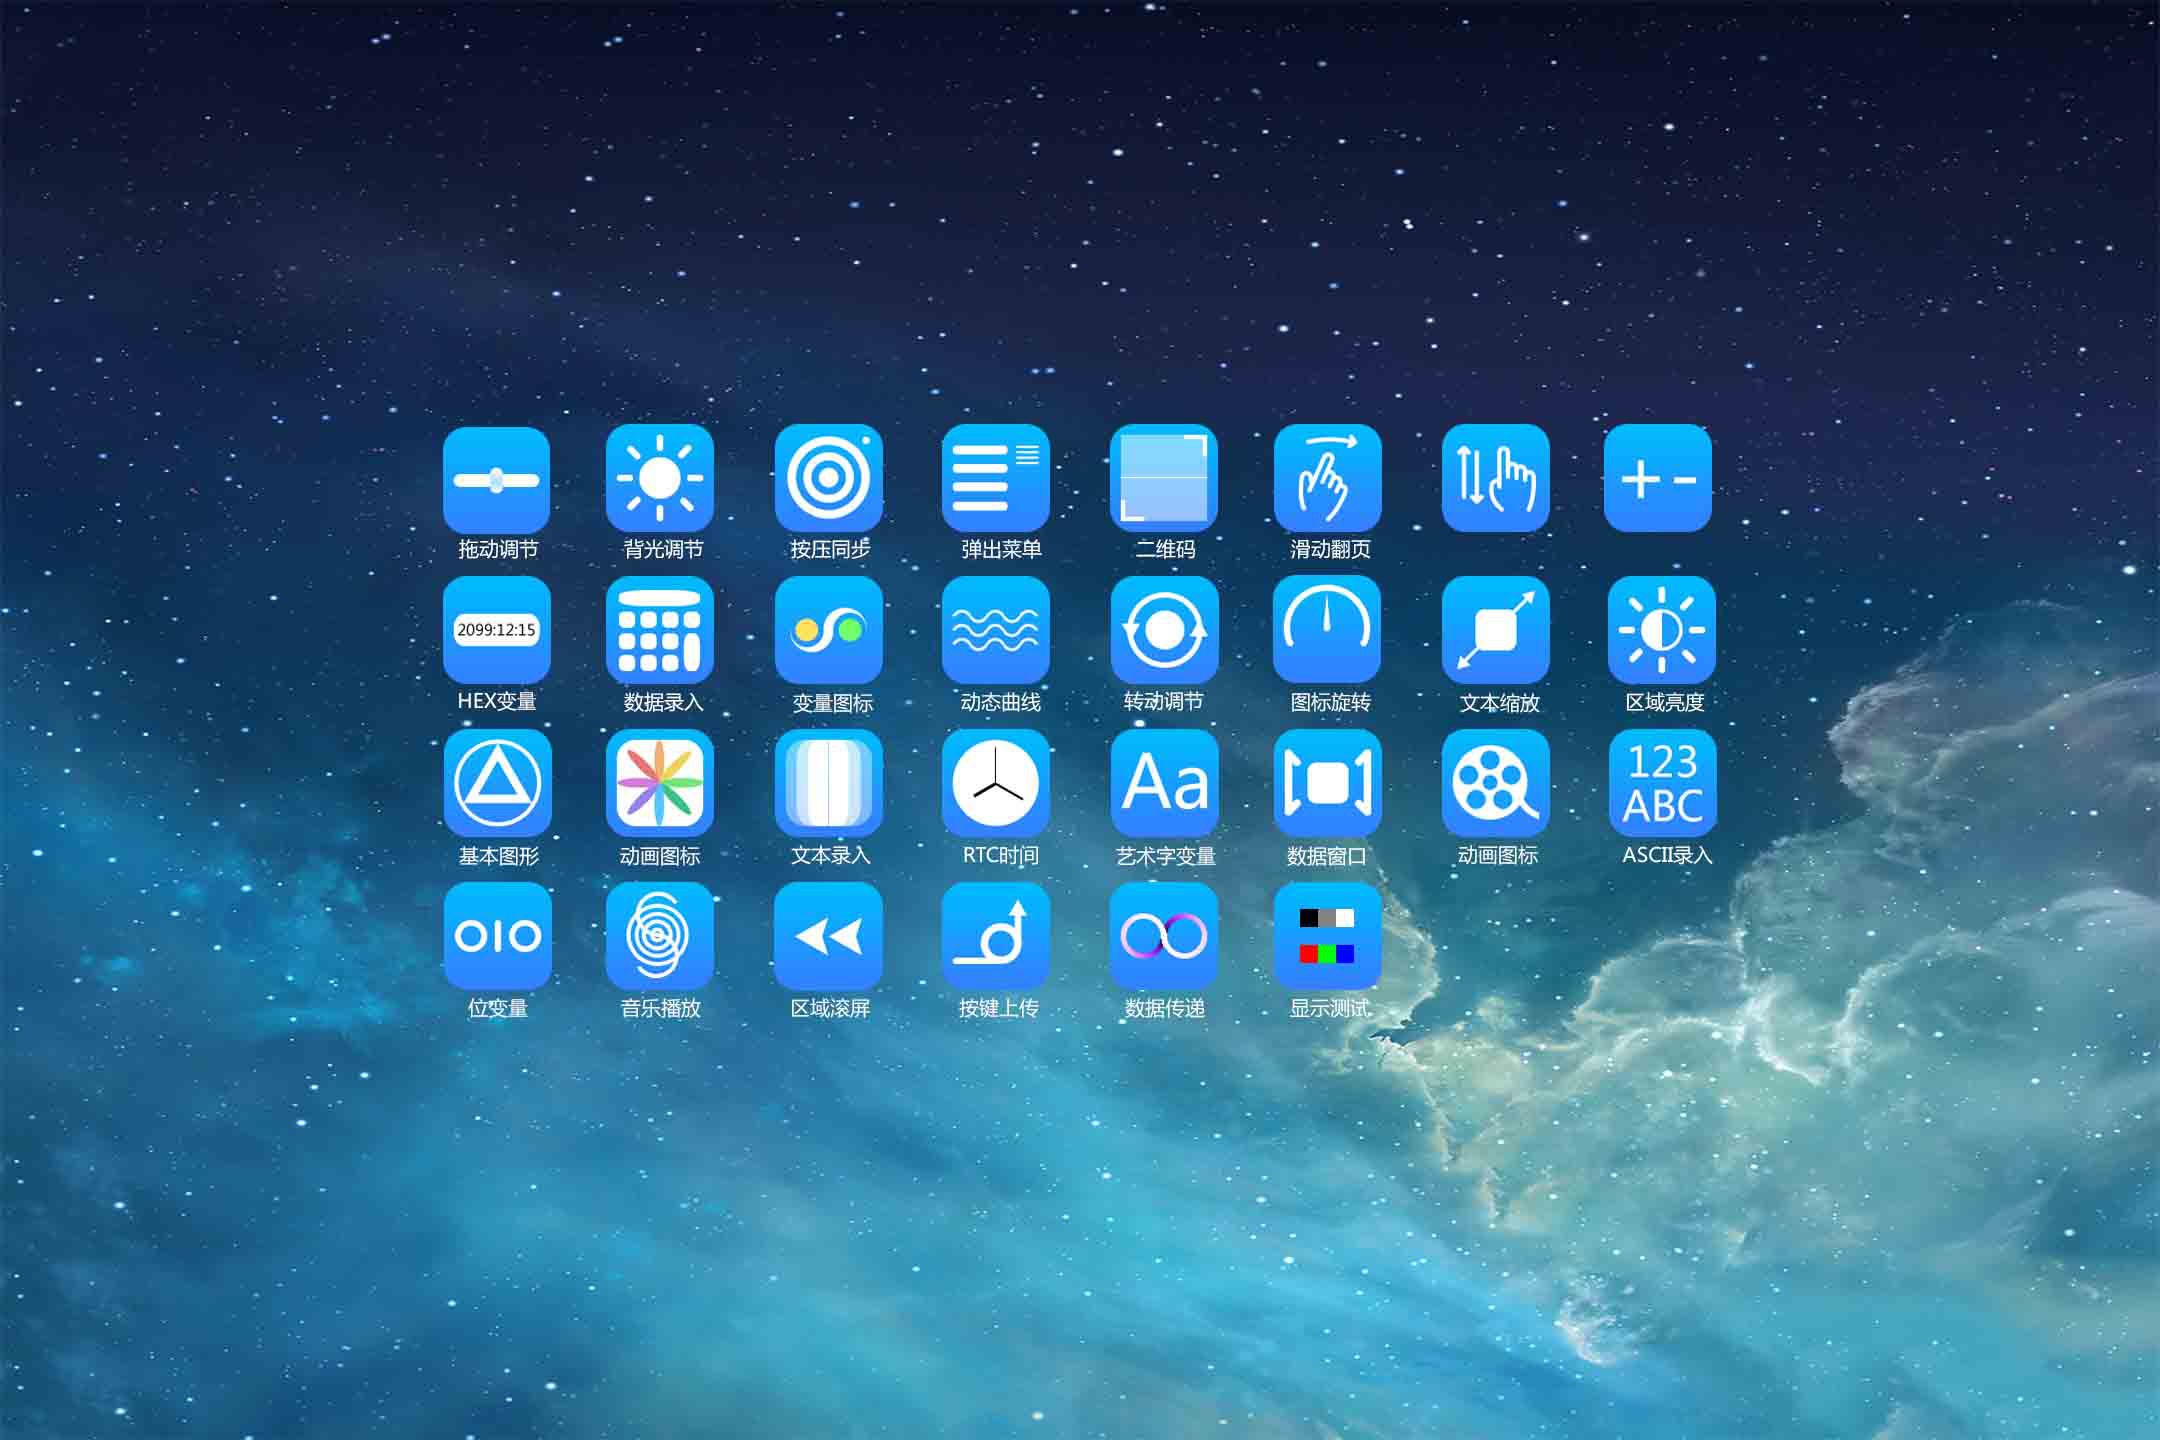 拖动调节 背光调节 按压同步 弹出菜单 二维码 滑动翻页
2099:12:15
HEX变量 数据录入 变量图标 动态曲线 转动调节 图标旋转 文本缩放 区域亮度
Aa 123
ABC
基本图形 动画图标 文本录入 RTC时间 艺术字变量 数据窗口 动画图标 ASCII录入
位变量 音乐播放 区域滚屏 按键上传 数据传递 显示测试